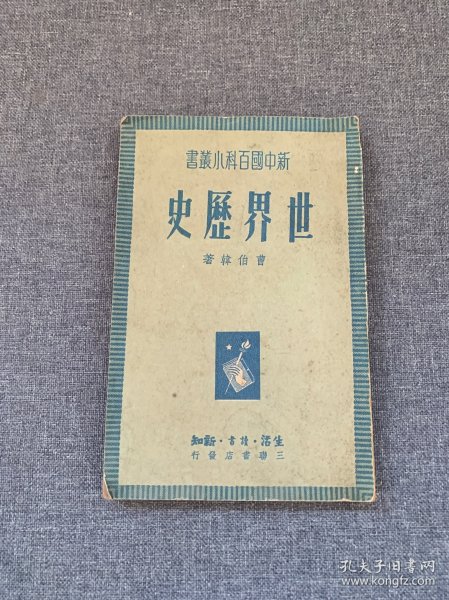 新中國百科小叢書
世界歷史
曹伯韓著
生活·讀书·新知
三聯書店發行
孔夫子旧书网
www.kongfz.com